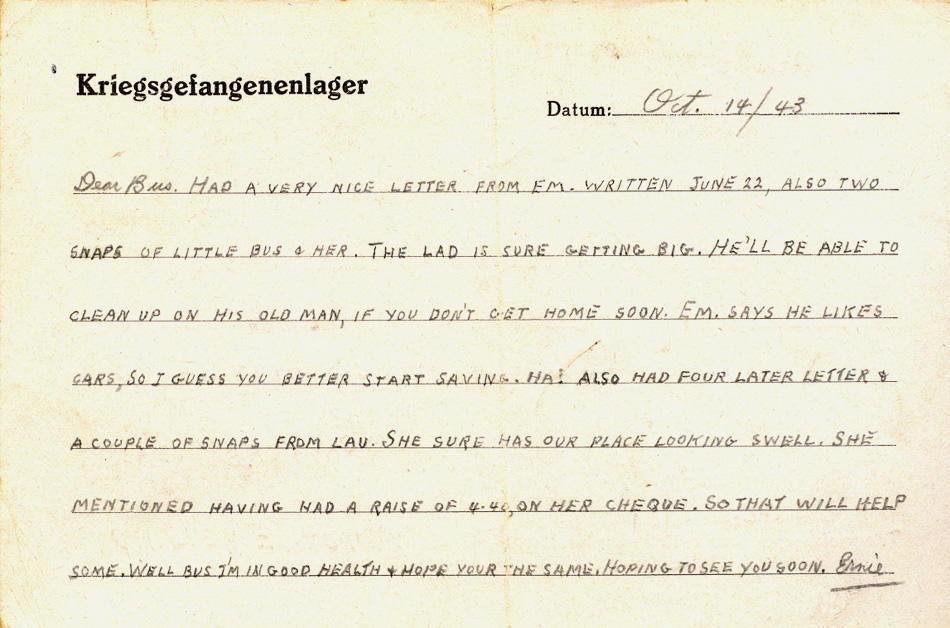 Kriegsgefangenenlager
Datum: Oct. 14/43
Dear Bus. HAD A VERY NICE LETTER FROM EM. WRITTEN JUNE 22, ALSO TWO
SNAPS OF LITTLE BUS & HER. THE LAD IS SURE GETTING BIG. HE'LL BE ABLE TO
CLEAN UP ON HIS OLD MAN, IF YOU DON'T GET HOME SOON. EM. SAYS HE LIKES
CARS, SO I GUESS YOU BETTER START SAVING. HA! ALSO HAD FOUR LATER LETTER &
A COUPLE OF SNAPS FROM LAU. SHE SURE HAS OUR PLACE LOOKING SWELL. SHE
MENTIONED HAVING HAD A RAISE OF 4.40, ON HER CHEQUE. SO THAT WILL HELP
SOME. WELL BUS I'M IN GOOD HEALTH & HOPE YOUR THE SAME. HOPING TO SEE YOU SOON. Ernie